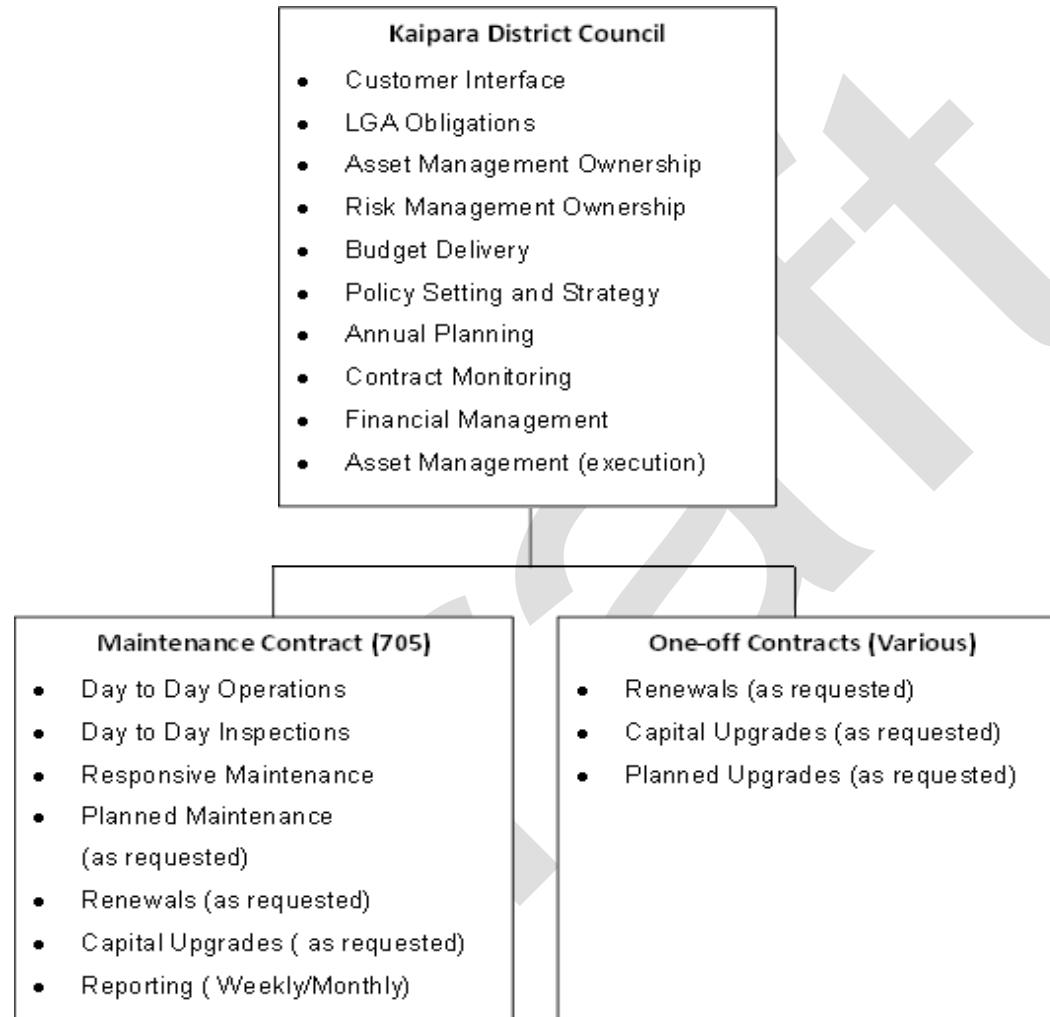 Kaipara District Council
● Customer Interface
● LGA Obligations
● Asset Management Ownership
● Risk Management Ownership
● Budget Delivery
● Policy Setting and Strategy
● Annual Planning
● Contract Monitoring
● Financial Management
● Asset Management (execution)
Maintenance Contract (705)
● Day to Day Operations
● Day to Day Inspections
● Responsive Maintenance
● Planned Maintenance
(as requested)
● Renewals (as requested)
● Capital Upgrades ( as requested)
● Reporting ( Weekly/Monthly)
One-off Contracts (Various)
● Renewals (as requested)
● Capital Upgrades (as requested)
● Planned Upgrades (as requested)